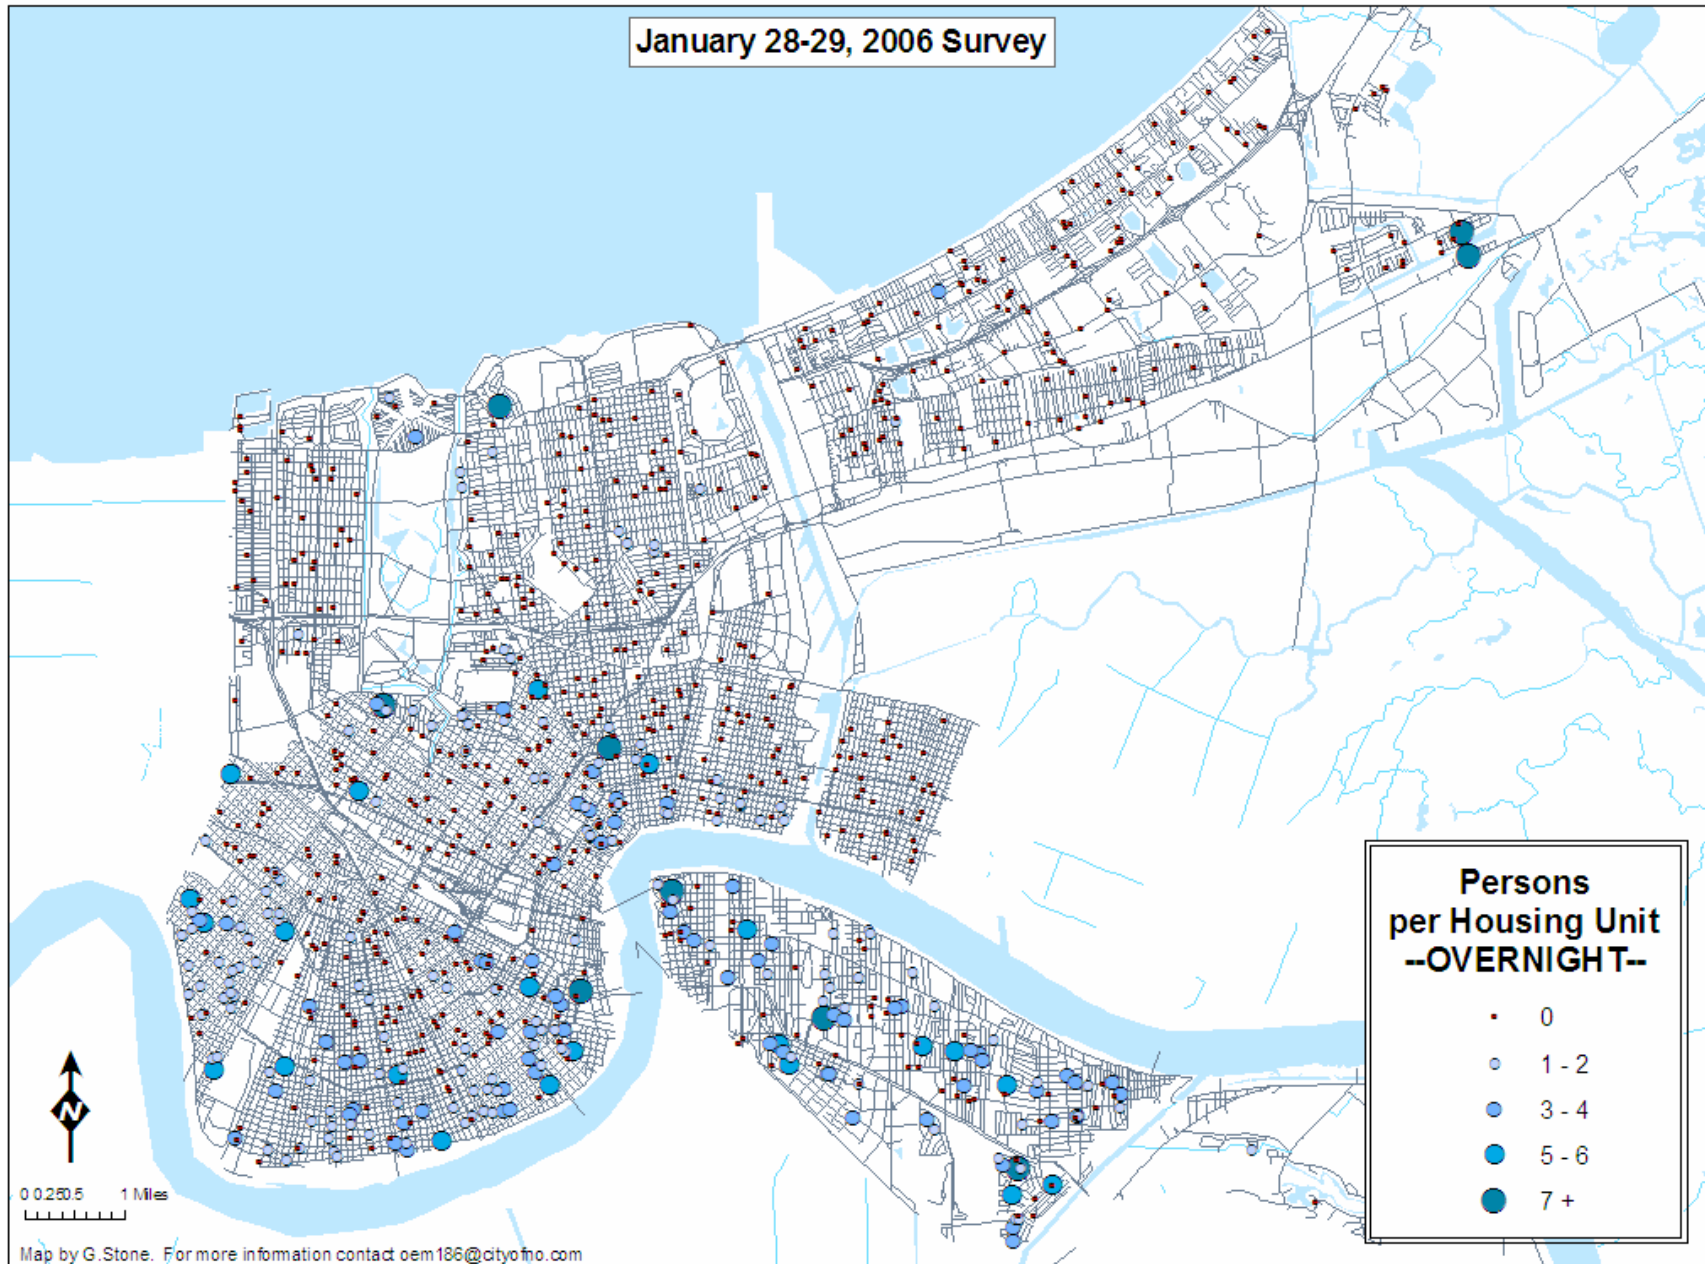 January 28-29, 2006 Survey
Persons
per Housing Unit
--OVERNIGHT--
0
1 - 2
3 - 4
5 - 6
7 +
N
0 0.25 0.5 1 Miles
Map by G.Stone. For more information contact oem186@cityofno.com